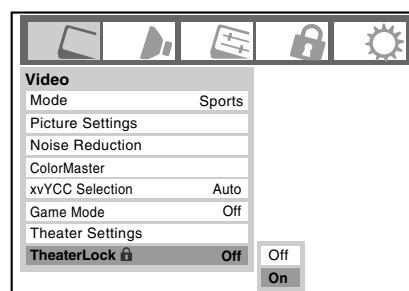 Video
Mode Sports
Picture Settings
Noise Reduction
ColorMaster
xvYCC Selection Auto
Game Mode Off
Theater Settings
TheaterLock Off
Off
On